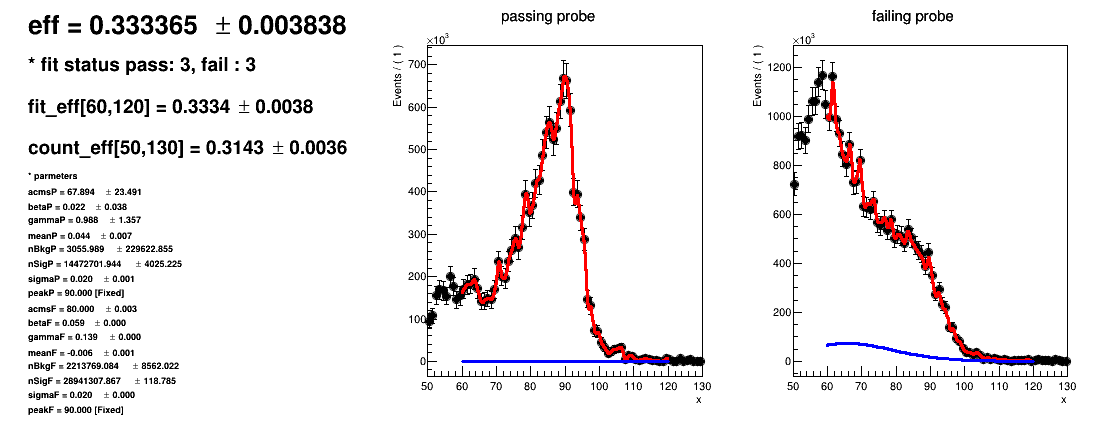 eff = 0.333365 ± 0.003838
* fit status pass: 3, fail : 3
fit_eff[60,120] = 0.3334 ± 0.0038
count_eff[50,130] = 0.3143 ± 0.0036
* parmeters
acmsP = 67.894 ± 23.491
betaP = 0.022 ± 0.038
gammaP = 0.988 ± 1.357
meanP = 0.044 ± 0.007
nBkgP = 3055.989 ± 229622.855
nSigP = 14472701.944 ± 4025.225
sigmaP = 0.020 ± 0.001
peakP = 90.000 [Fixed]
acmsF = 80.000 ± 0.003
betaF = 0.059 ± 0.000
gammaF = 0.139 ± 0.000
meanF = -0.006 ± 0.001
nBkgF = 2213769.084 ± 8562.022
nSigF = 28941307.867 ± 118.785
sigmaF = 0.020 ± 0.000
peakF = 90.000 [Fixed]
passing probe
×10³
Events / ( 1 )
700
600
500
400
300
200
100
0
50 60 70 80 90 100 110 120 130
x
failing probe
×10³
Events / ( 1 )
1200
1000
800
600
400
200
0
50 60 70 80 90 100 110 120 130
x